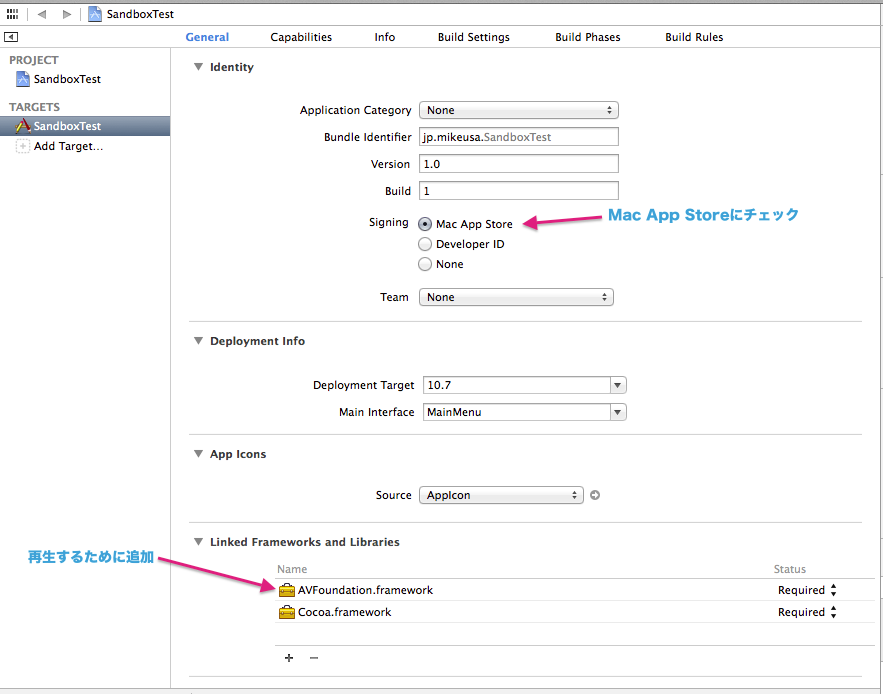 SandboxTest
General Capabilities Info Build Settings Build Phases Build Rules
PROJECT
SandboxTest
TARGETS
SandboxTest
Add Target...
Identity
Application Category None
Bundle Identifier jp.mikeusa.SandboxTest
Version 1.0
Build 1
Signing Mac App Store
Mac App Storeにチェック
Developer ID
None
Team None
Deployment Info
Deployment Target 10.7
Main Interface MainMenu
App Icons
Source AppIcon
Linked Frameworks and Libraries
再生するために追加
Name Status
AVFoundation.framework Required
Cocoa.framework Required
+ −